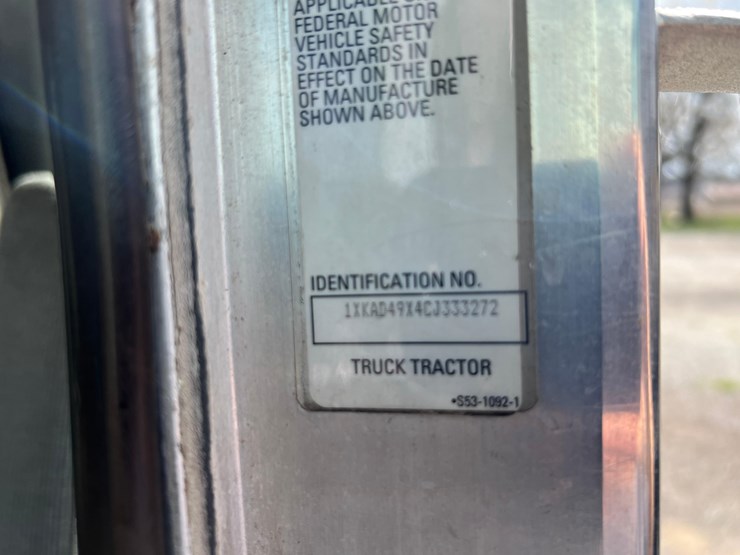 FEDERAL MOTOR
VEHICLE SAFETY
STANDARDS IN
EFFECT ON THE DATE
OF MANUFACTURE
SHOWN ABOVE.
IDENTIFICATION NO.
1XKAD49X4CJ333272
TRUCK TRACTOR
•S53-1092-1